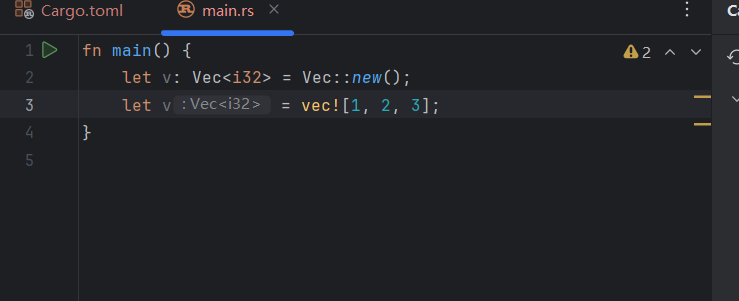 Cargo.toml main.rs Ca
1 fn main() { 2
2 let v: Vec<i32> = Vec::new();
3 let v : Vec<i32> = vec![1, 2, 3];
4 }
5